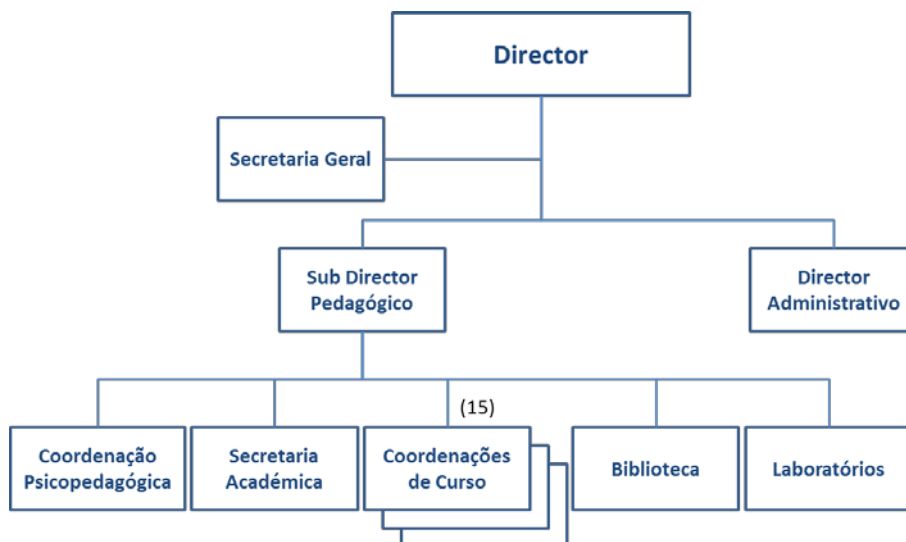 Director
Secretaria Geral
Sub Director
Pedagógico
Director
Administrativo
(15)
Coordenação
Psicopedagógica
Secretaria
Académica
Coordenações
de Curso
Biblioteca
Laboratórios